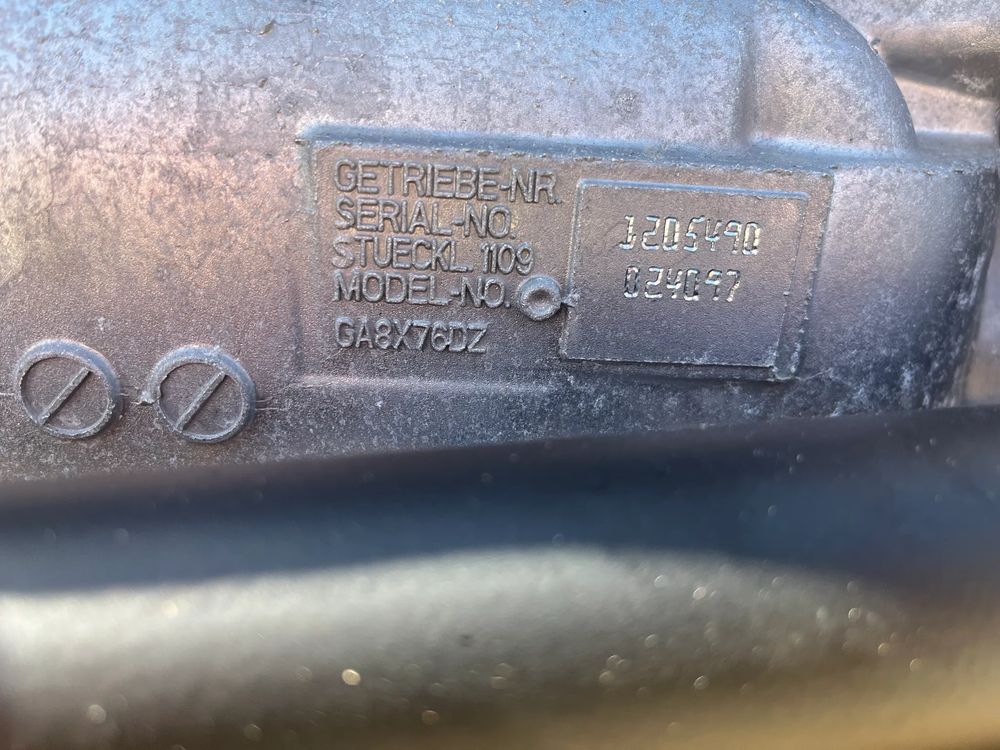 GETRIEBE-NR.
SERIAL-NO.
1205490
STUECKL. 1109
MODEL-NO.
024097
GA8X76DZ